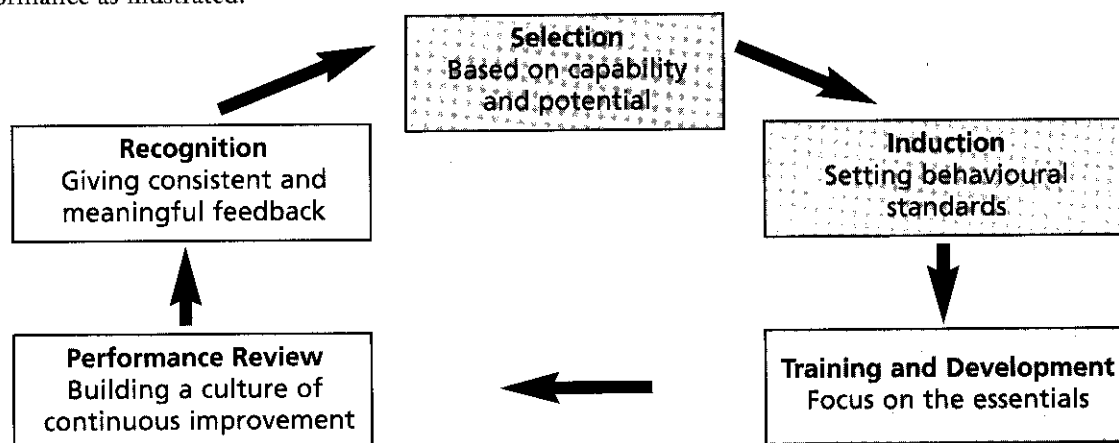 as illustrated.
Selection
Based on capability
and potential
Induction
Setting behavioural
standards
Training and Development
Focus on the essentials
Performance Review
Building a culture of
continuous improvement
Recognition
Giving consistent and
meaningful feedback